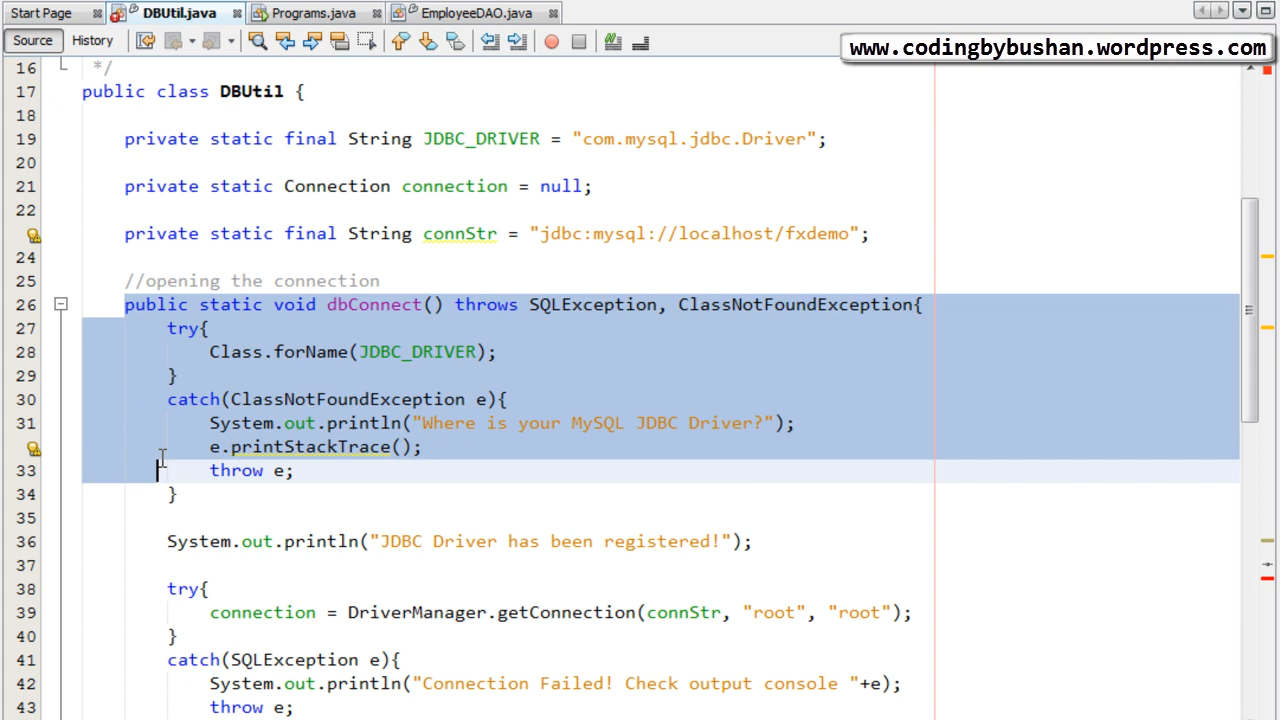 Start Page DBUtil.java Programs.java EmployeeDAO.java
Source History
www.codingbybushan.wordpress.com
16 */
17 public class DBUtil {
18
19 private static final String JDBC_DRIVER = "com.mysql.jdbc.Driver";
20
21 private static Connection connection = null;
22
private static final String connStr = "jdbc:mysql://localhost/fxdemo";
24
25 //opening the connection
26 public static void dbConnect() throws SQLException, ClassNotFoundException{
27 try{
28 Class.forName(JDBC_DRIVER);
29 }
30 catch(ClassNotFoundException e){
31 System.out.println("Where is your MySQL JDBC Driver?");
e.printStackTrace();
33 throw e;
34 }
35
36 System.out.println("JDBC Driver has been registered!");
37
38 try{
39 connection = DriverManager.getConnection(connStr, "root", "root");
40 }
41 catch(SQLException e){
42 System.out.println("Connection Failed! Check output console "+e);
43 throw e;